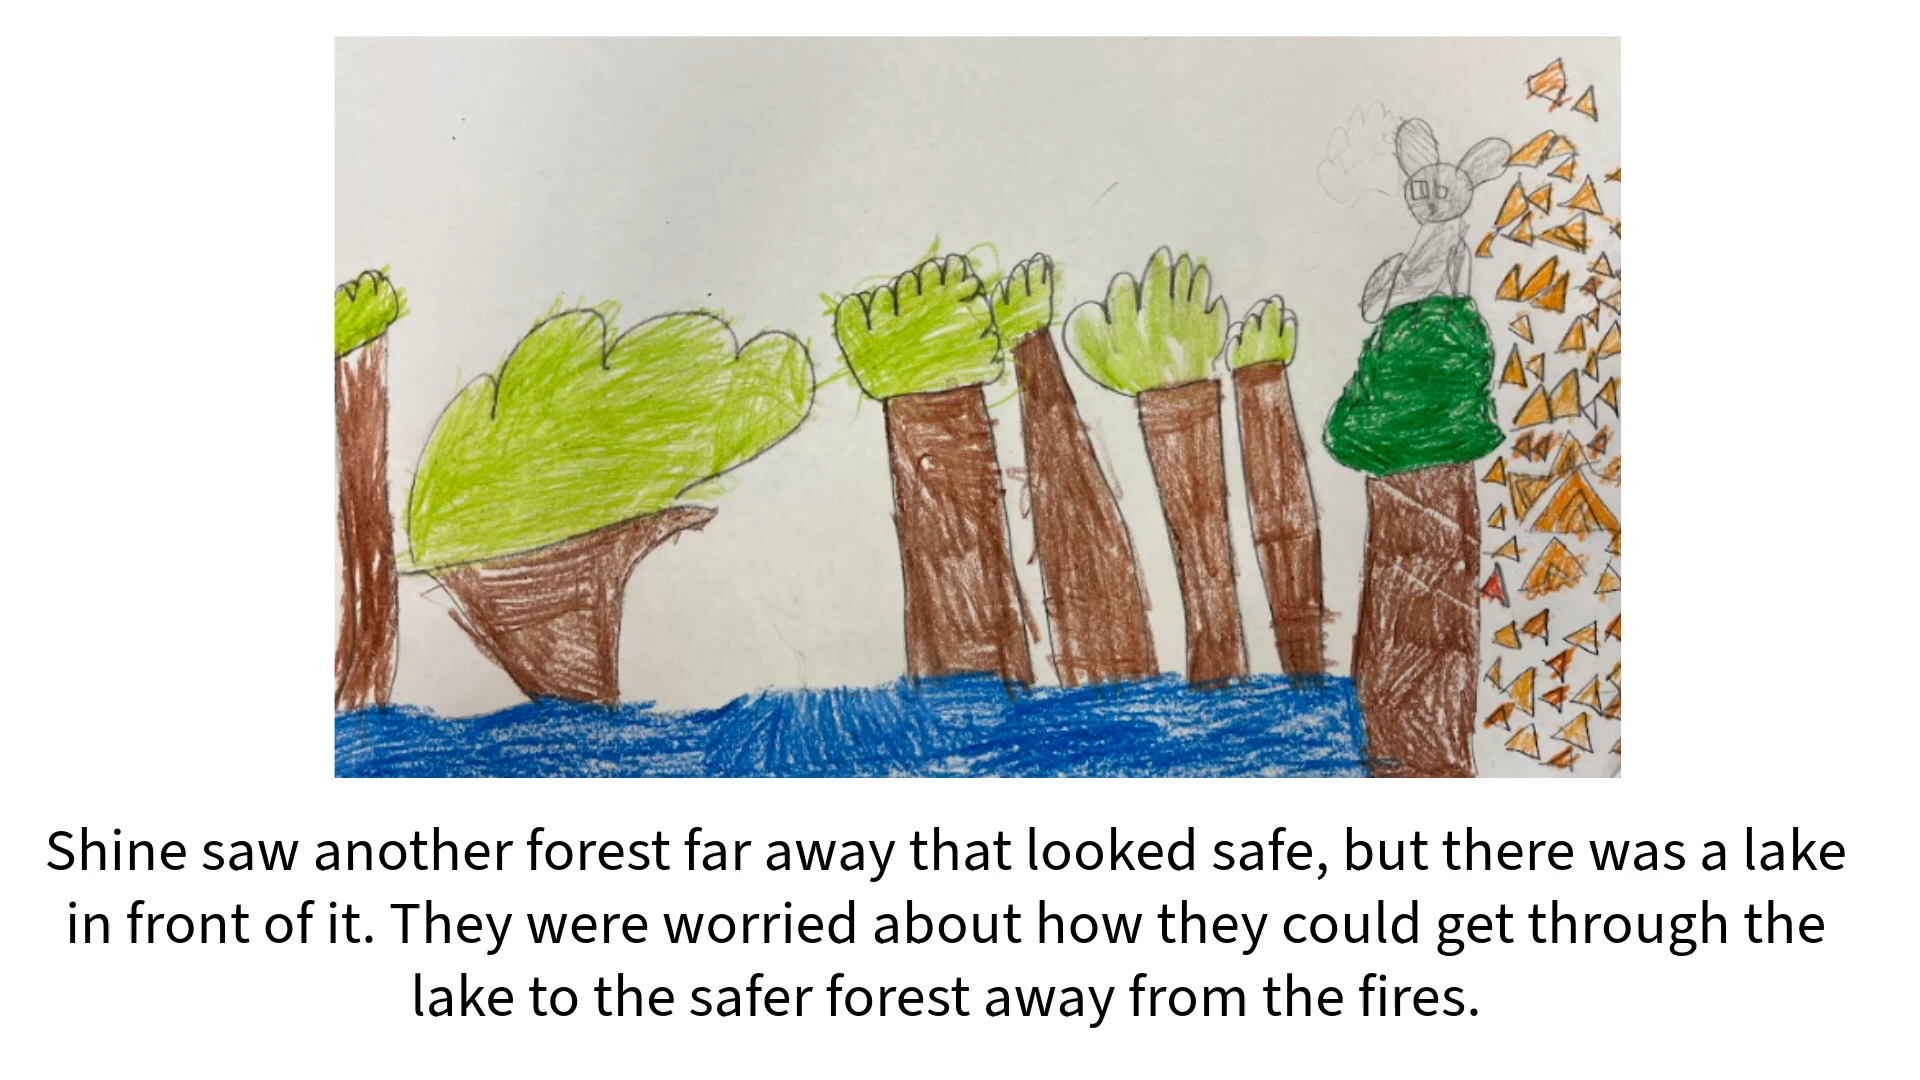 Shine saw another forest far away that looked safe, but there was a lake
in front of it. They were worried about how they could get through the
lake to the safer forest away from the fires.